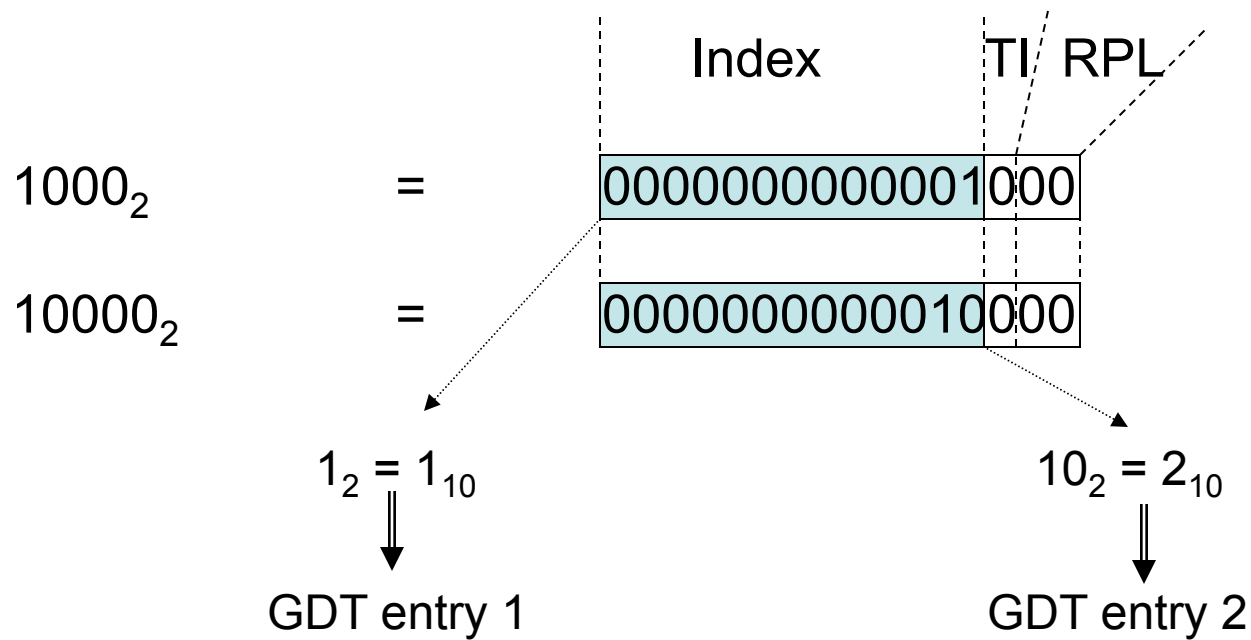 Index TI RPL
1000₂ = 0000000000001000
10000₂ = 0000000000010000
1₂ = 1₁₀ 10₂ = 2₁₀
GDT entry 1 GDT entry 2